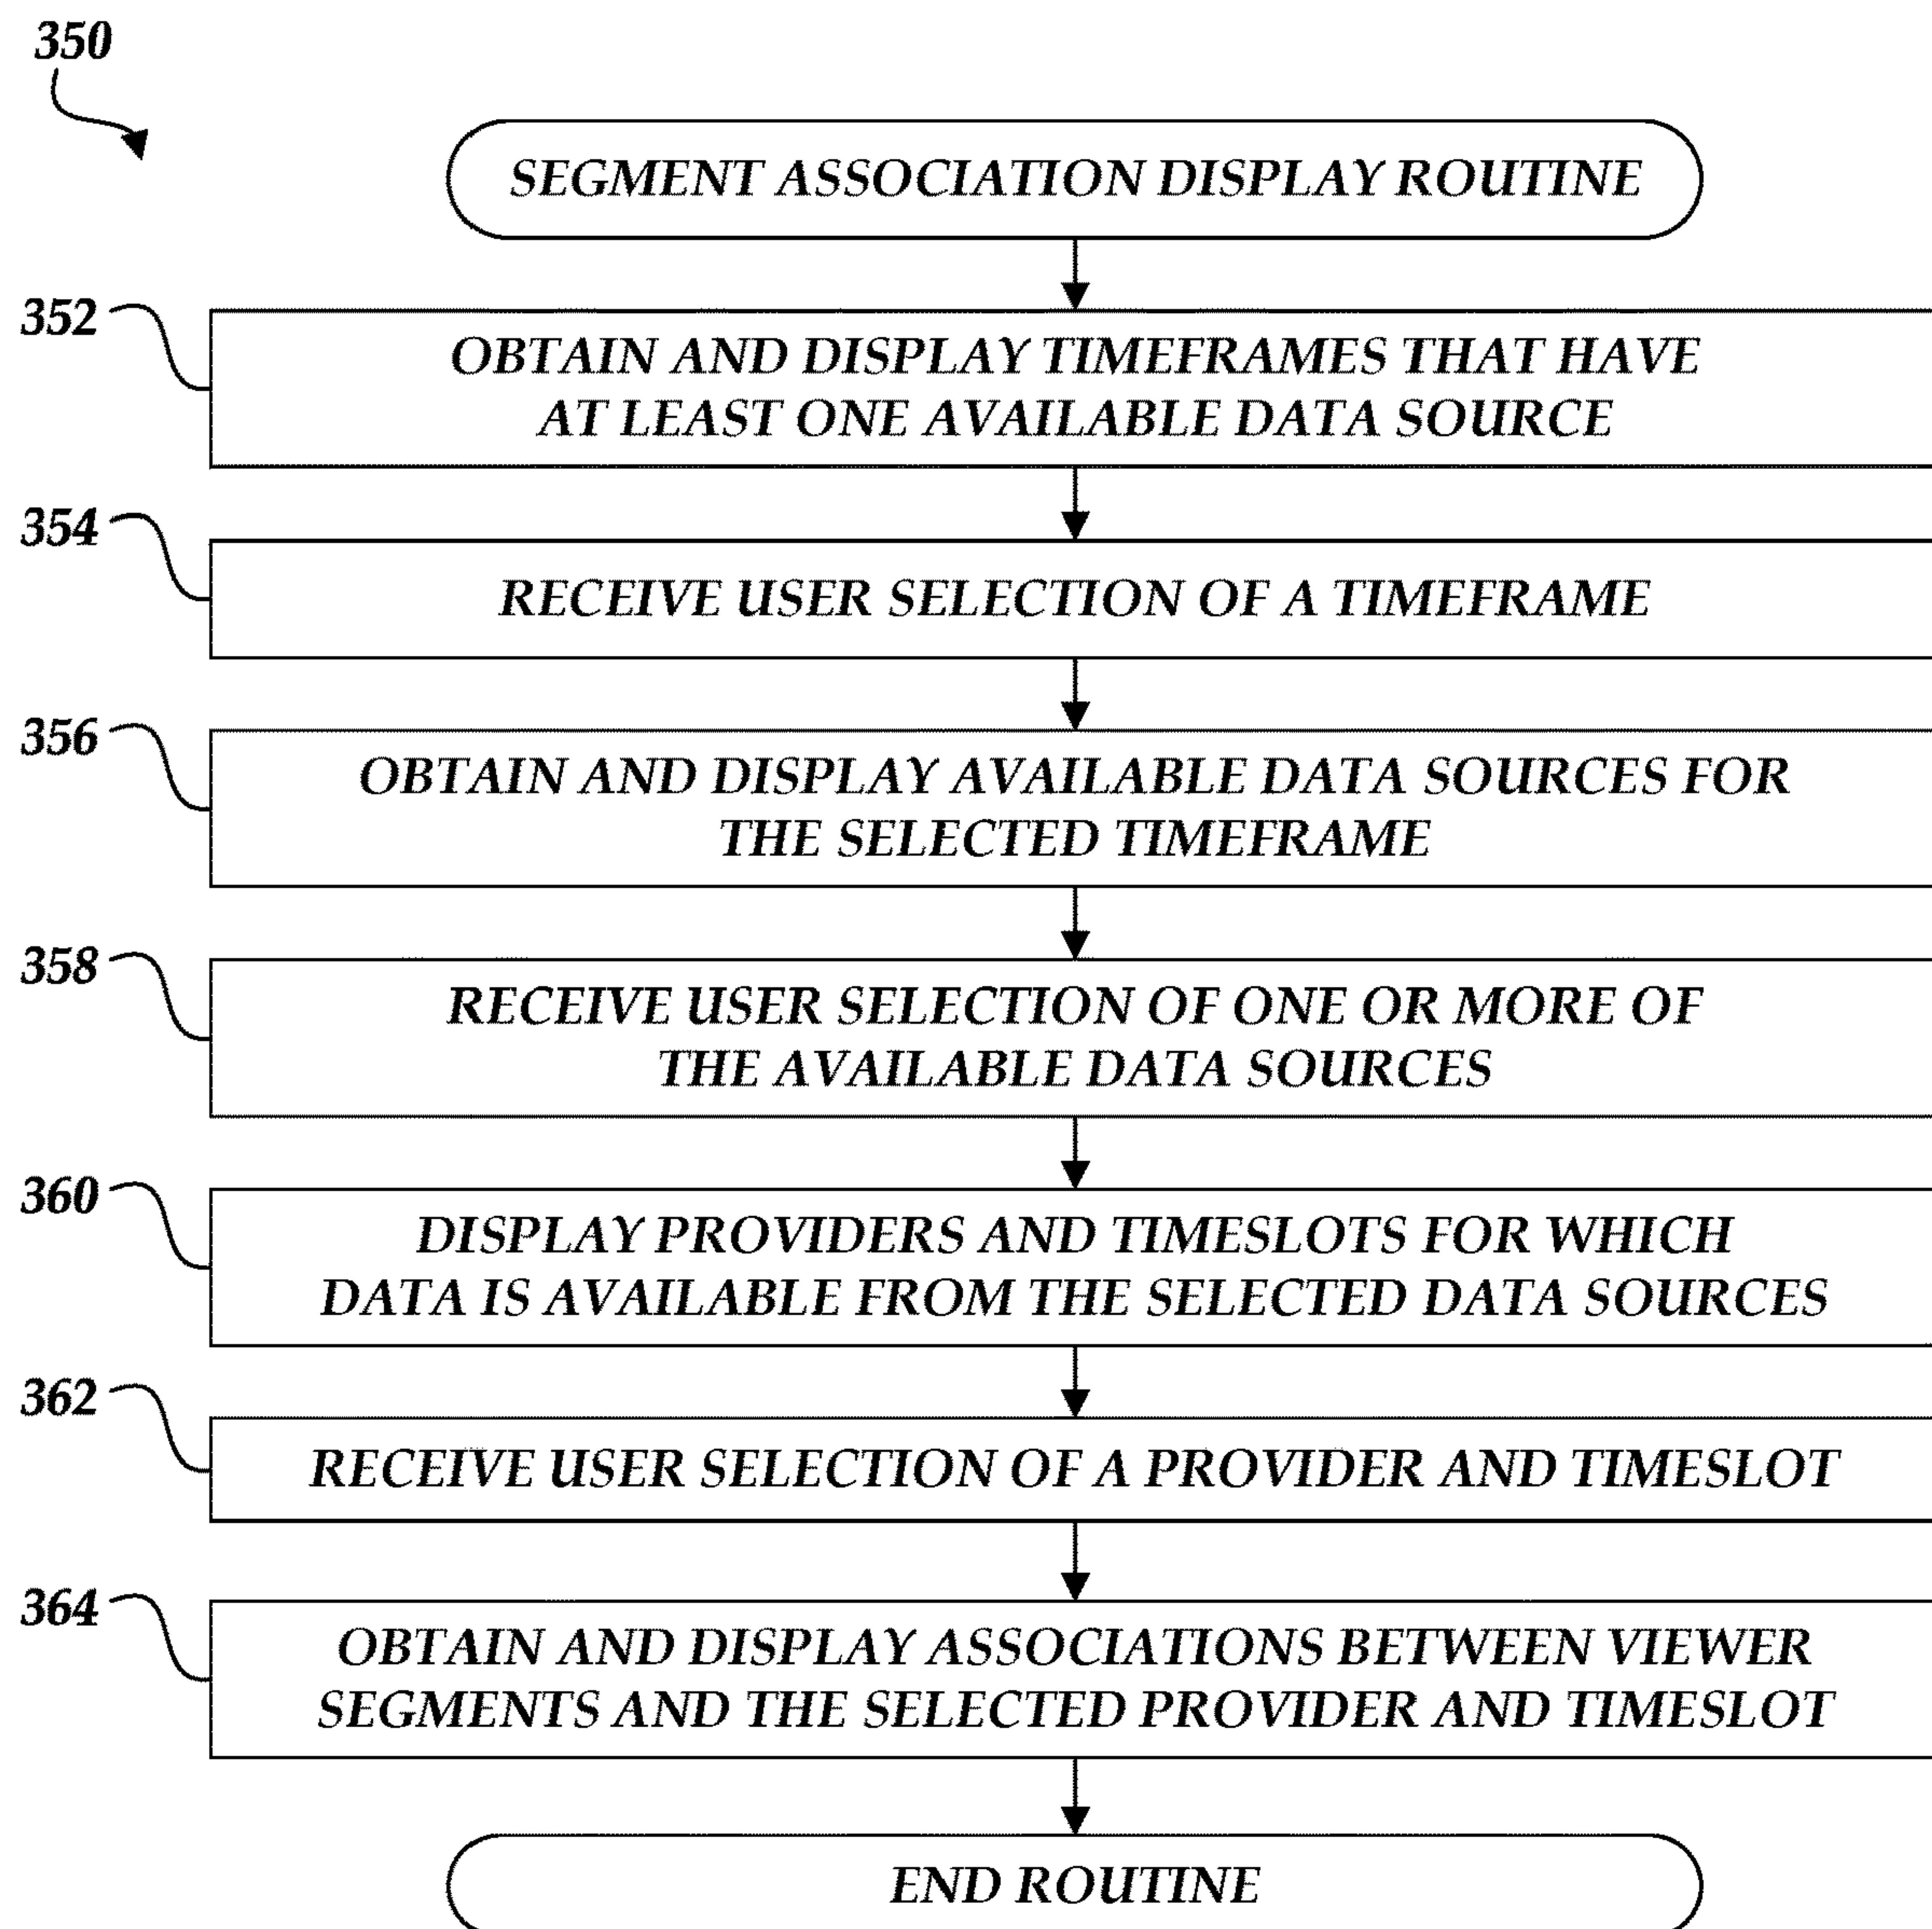 350
SEGMENT ASSOCIATION DISPLAY ROUTINE
352
OBTAIN AND DISPLAY TIMEFRAMES THAT HAVE
AT LEAST ONE AVAILABLE DATA SOURCE
354
RECEIVE USER SELECTION OF A TIMEFRAME
356
OBTAIN AND DISPLAY AVAILABLE DATA SOURCES FOR
THE SELECTED TIMEFRAME
358
RECEIVE USER SELECTION OF ONE OR MORE OF
THE AVAILABLE DATA SOURCES
360
DISPLAY PROVIDERS AND TIMESLOTS FOR WHICH
DATA IS AVAILABLE FROM THE SELECTED DATA SOURCES
362
RECEIVE USER SELECTION OF A PROVIDER AND TIMESLOT
364
OBTAIN AND DISPLAY ASSOCIATIONS BETWEEN VIEWER
SEGMENTS AND THE SELECTED PROVIDER AND TIMESLOT
END ROUTINE